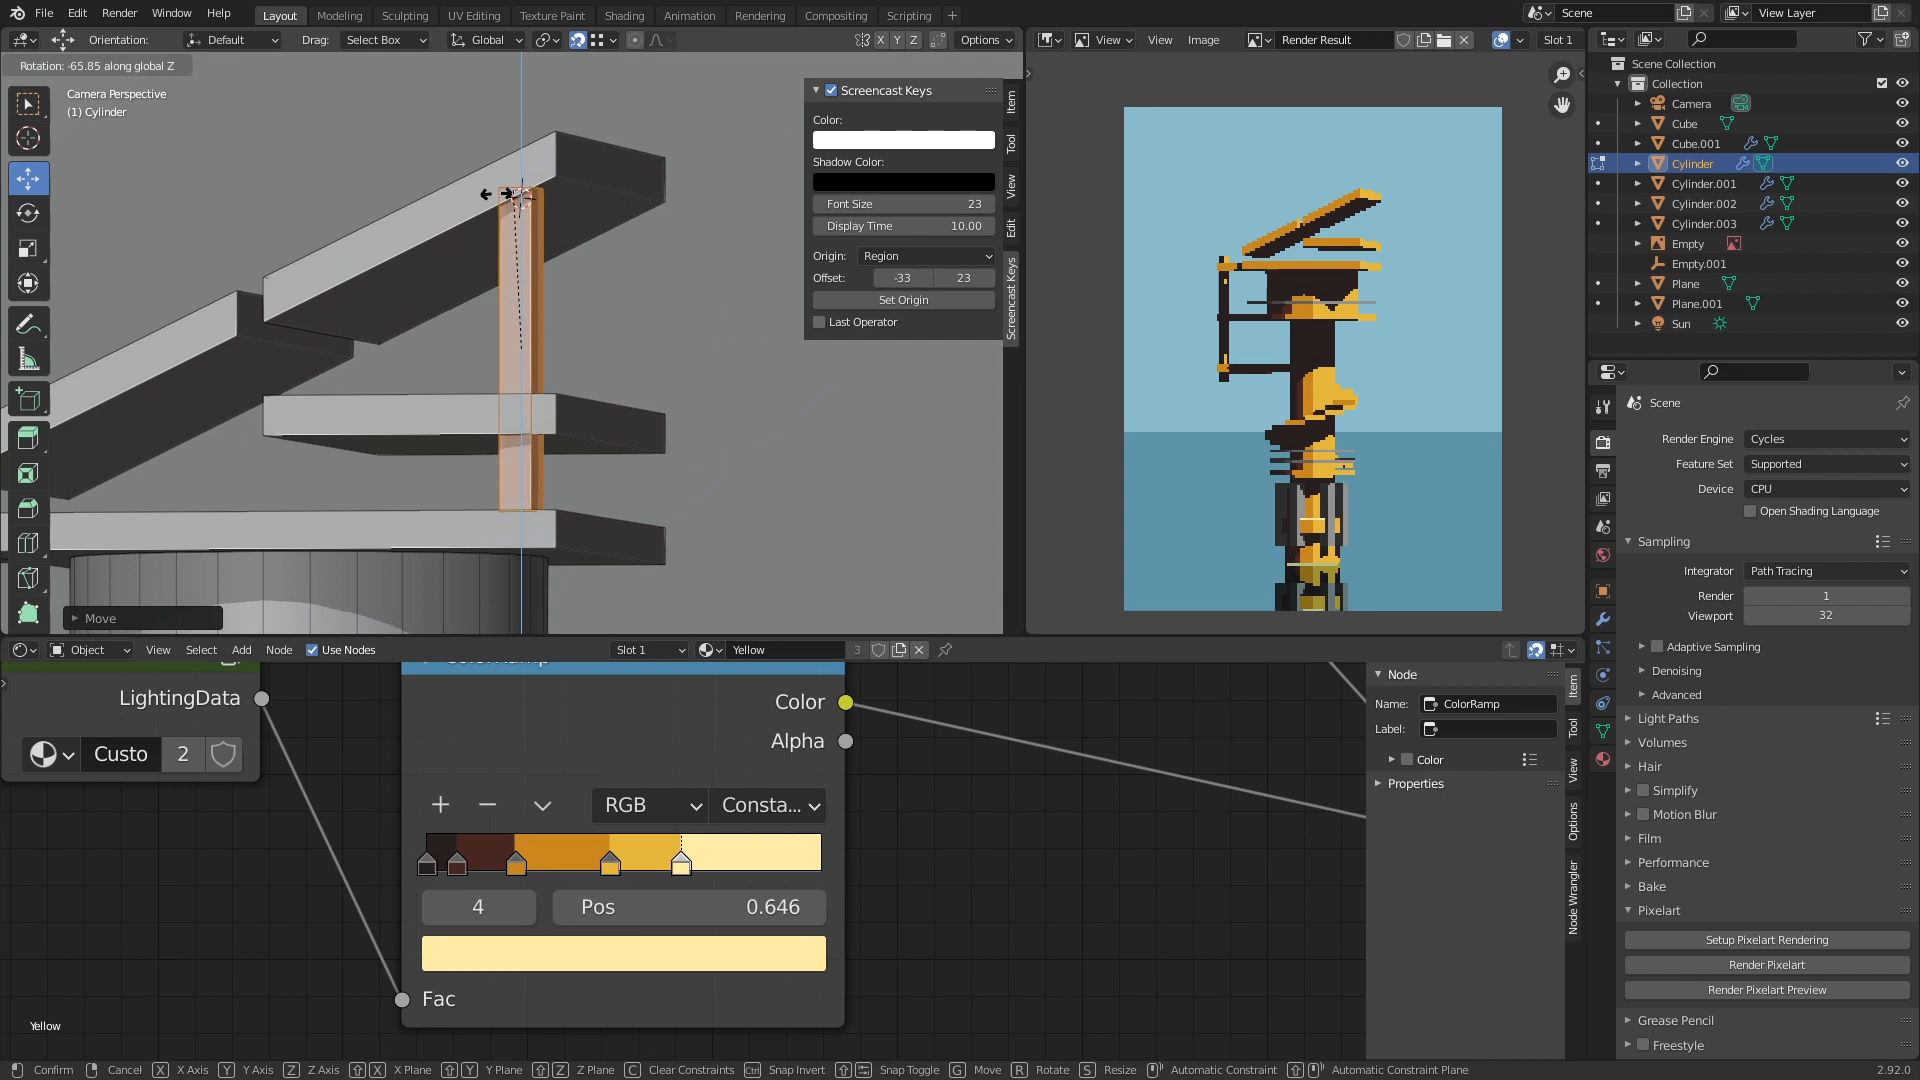 File Edit Render Window Help Layout Modeling Sculpting UV Editing Texture Paint Shading Animation Rendering Compositing Scripting + Scene View Layer
Orientation: Default Drag: Select Box Global X Y Z Options View View Image Render Result Slot 1
Rotation: -65.85 along global Z
Camera Perspective
(1) Cylinder
Screencast Keys
Color:
Shadow Color:
Font Size 23
Display Time 10.00
Origin: Region
Offset: -33 23
Set Origin
Last Operator
Item
Tool
View
Edit
Screencast Keys
Move
Scene Collection
Collection
Camera
Cube
Cube.001
Cylinder
Cylinder.001
Cylinder.002
Cylinder.003
Empty
Empty.001
Plane
Plane.001
Sun
Scene
Render Engine Cycles
Feature Set Supported
Device CPU
Open Shading Language
Sampling
Integrator Path Tracing
Render 1
Viewport 32
Adaptive Sampling
Denoising
Advanced
Light Paths
Volumes
Hair
Simplify
Motion Blur
Film
Performance
Bake
Pixelart
Setup Pixelart Rendering
Render Pixelart
Render Pixelart Preview
Grease Pencil
Freestyle
Object View Select Add Node Use Nodes Slot 1 Yellow 3
LightingData
Custo 2
Color
Alpha
RGB Consta...
4 Pos 0.646
Fac
Yellow
Node
Name: ColorRamp
Label:
Color
Properties
Item
Tool
View
Options
Node Wrangler
Confirm Cancel X X Axis Y Y Axis Z Z Axis X X Plane Y Y Plane Z Z Plane C Clear Constraints Ctrl Snap Invert Snap Toggle G Move R Rotate S Resize Automatic Constraint Automatic Constraint Plane 2.92.0